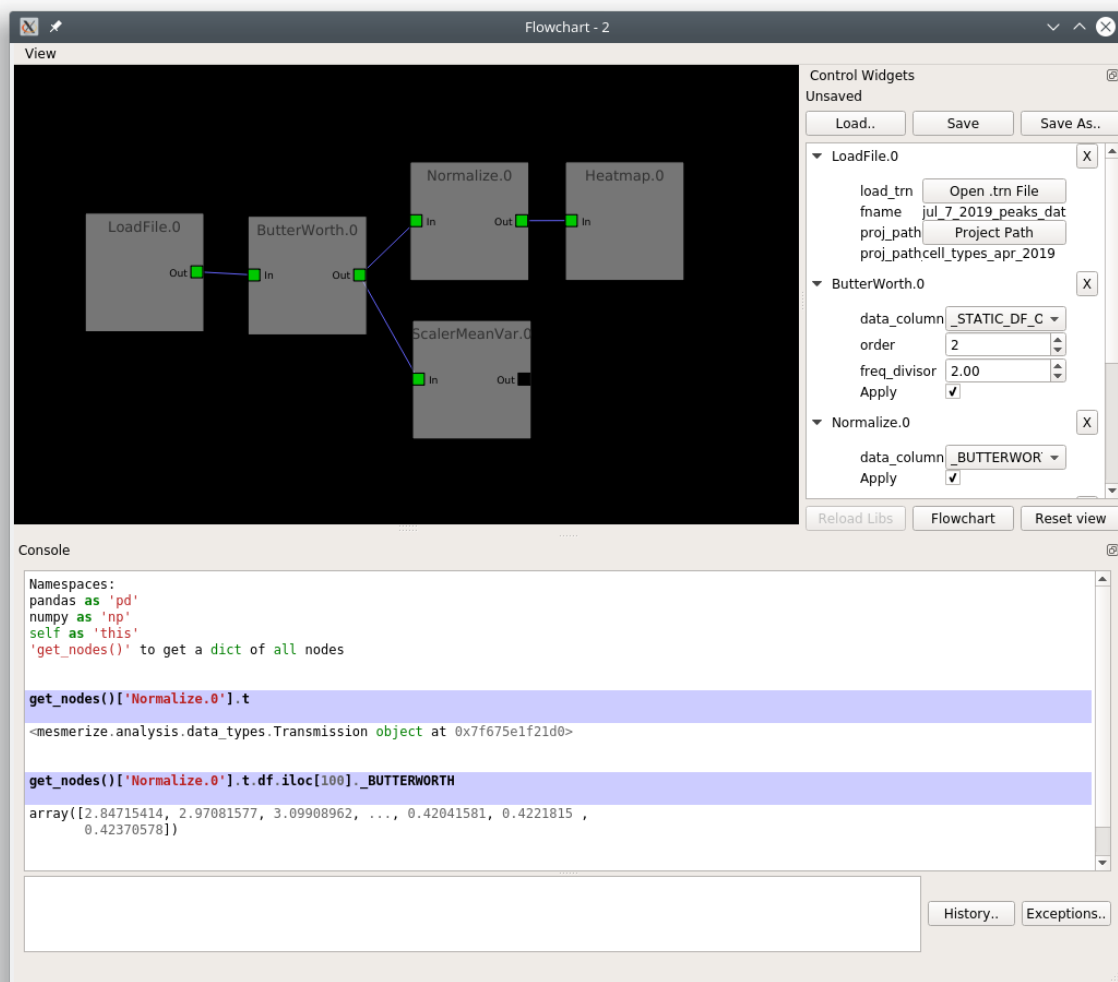 Flowchart - 2
View
LoadFile.0
Out
ButterWorth.0
In
Out
Normalize.0
In
Out
Heatmap.0
In
ScalerMeanVar.0
In
Out
Control Widgets
Unsaved
Load..
Save
Save As..
LoadFile.0
X
load_trn
Open .trn File
fname
jul_7_2019_peaks_dat
proj_path
Project Path
proj_path:
cell_types_apr_2019
ButterWorth.0
X
data_column
_STATIC_DF_O
order
2
freq_divisor
2.00
Apply
Normalize.0
X
data_column
_BUTTERWOR
Apply
Reload Libs
Flowchart
Reset view
Console
Namespaces:
pandas as 'pd'
numpy as 'np'
self as 'this'
'get_nodes()' to get a dict of all nodes
get_nodes()['Normalize.0'].t
<mesmerize.analysis.data_types.Transmission object at 0x7f675e1f21d0>
get_nodes()['Normalize.0'].t.df.iloc[100]._BUTTERWORTH
array([2.84715414, 2.97081577, 3.09908962, ..., 0.42041581, 0.4221815 ,
0.42370578])
History..
Exceptions..